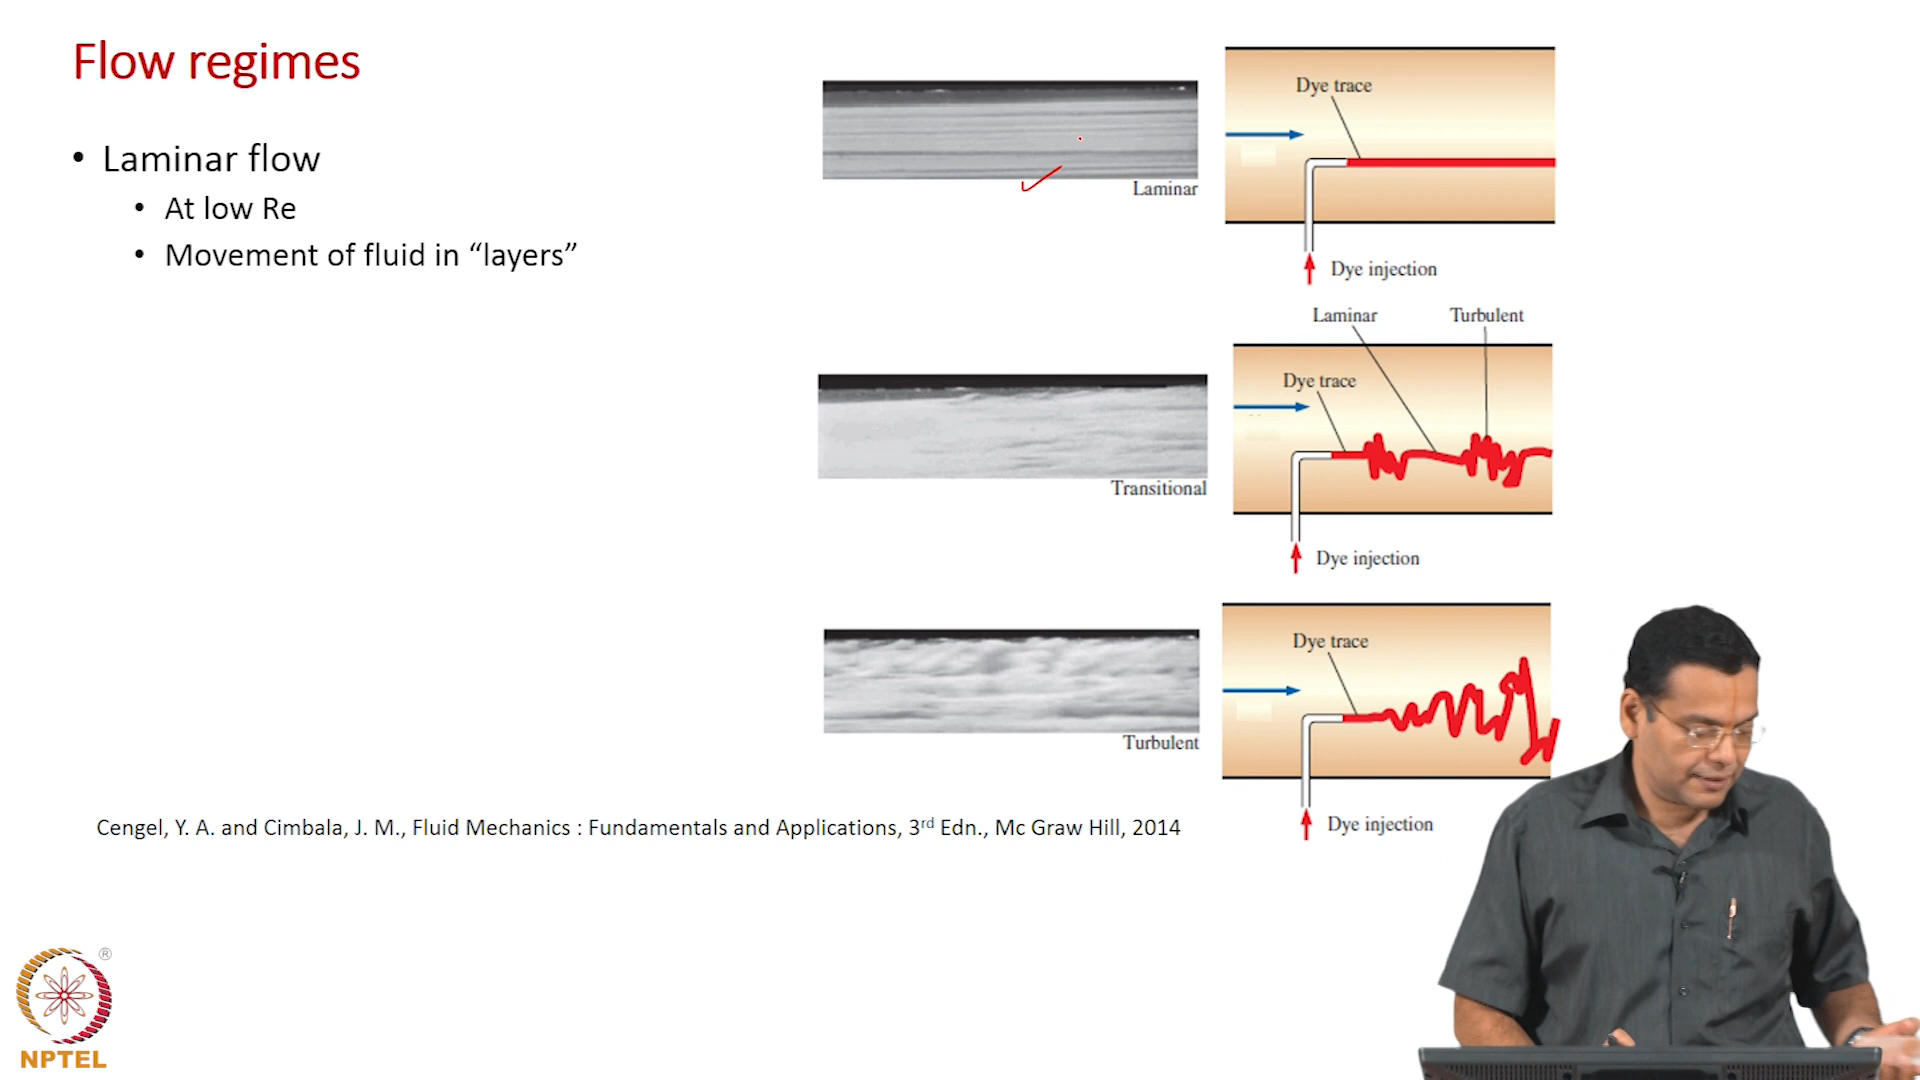 Flow regimes
• Laminar flow
• At low Re
• Movement of fluid in “layers”
Laminar
Dye trace
Dye injection
Transitional
Laminar
Turbulent
Dye trace
Dye injection
Turbulent
Dye trace
Dye injection
Cengel, Y. A. and Cimbala, J. M., Fluid Mechanics : Fundamentals and Applications, 3rd Edn., Mc Graw Hill, 2014
®
NPTEL